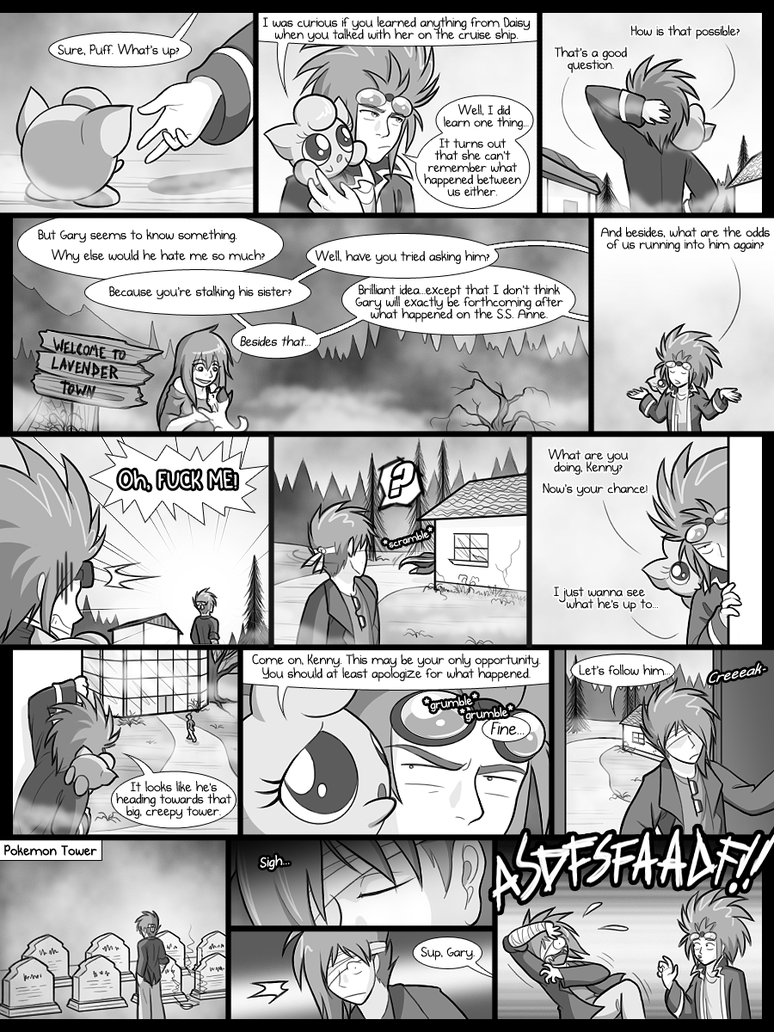 Sure, Puff. What's up?
I was curious if you learned anything from Daisy
when you talked with her on the cruise ship.
Well, I did
learn one thing...
It turns out
that she can't
remember what
happened between
us either.
How is that possible?
That's a good
question.
But Gary seems to know something.
Why else would he hate me so much?
Well, have you tried asking him?
Because you're stalking his sister?
Brilliant idea...except that I don't think
Gary will exactly be forthcoming after
what happened on the S.S. Anne.
Besides that...
WELCOME TO
LAVENDER
TOWN
And besides, what are the odds
of us running into him again?
Oh, FUCK ME!
?
*scramble*
What are you
doing, Kenny?
Now's your chance!
I just wanna see
what he's up to...
It looks like he's
heading towards that
big, creepy tower.
Come on, Kenny. This may be your only opportunity.
You should at least apologize for what happened.
*grumble*
*grumble*
Fine...
Let's follow him...
Creeeak-
Pokemon Tower
Sigh...
Sup, Gary.
ASDFSFAADF!!